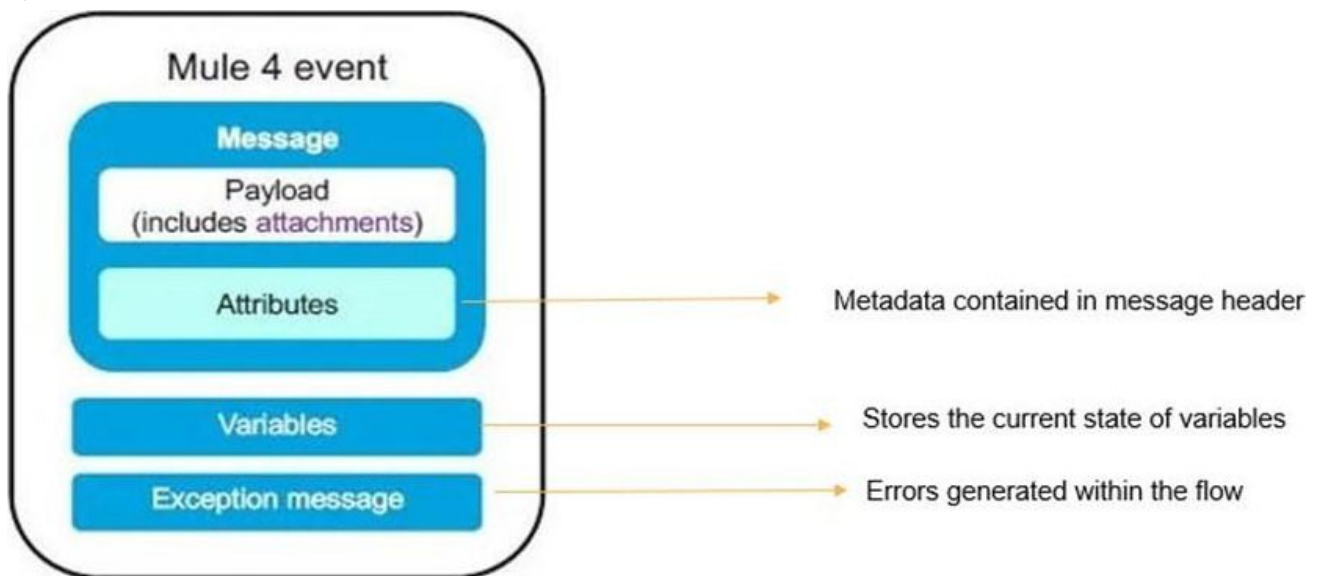 Mule 4 event
Message
Payload
(includes attachments)
Attributes
Metadata contained in message header
Variables
Stores the current state of variables
Exception message
Errors generated within the flow